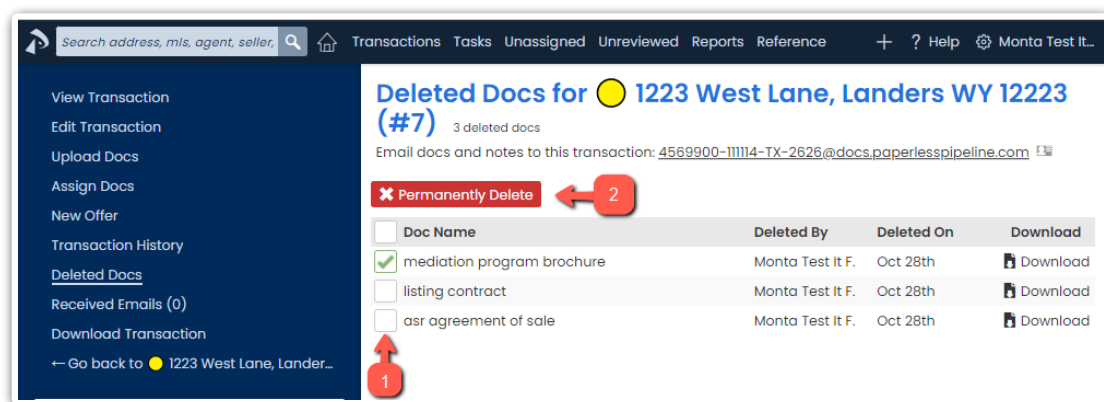 Search address, mls, agent, seller,
Transactions Tasks Unassigned Unreviewed Reports Reference + ? Help Monta Test It...
View Transaction
Edit Transaction
Upload Docs
Assign Docs
New Offer
Transaction History
Deleted Docs
Received Emails (0)
Download Transaction
← Go back to 1223 West Lane, Lander...
Deleted Docs for 1223 West Lane, Landers WY 12223
(#7) 3 deleted docs
Email docs and notes to this transaction: 4569900-111114-TX-2626@docs.paperlesspipeline.com
Permanently Delete
2
Doc Name Deleted By Deleted On Download
mediation program brochure Monta Test It F. Oct 28th Download
listing contract Monta Test It F. Oct 28th Download
asr agreement of sale Monta Test It F. Oct 28th Download
1